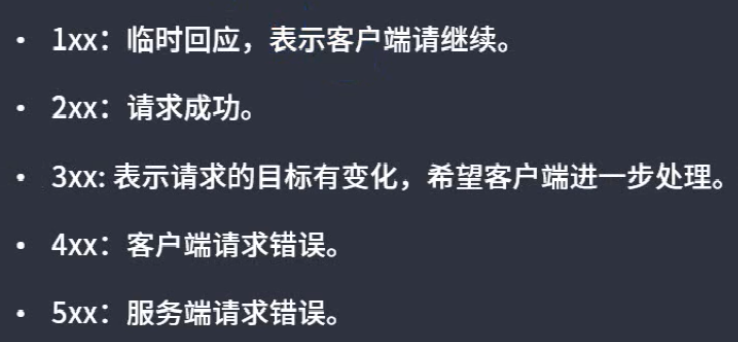 • 1xx：临时回应，表示客户端请继续。
• 2xx：请求成功。
• 3xx: 表示请求的目标有变化，希望客户端进一步处理。
• 4xx：客户端请求错误。
• 5xx：服务端请求错误。